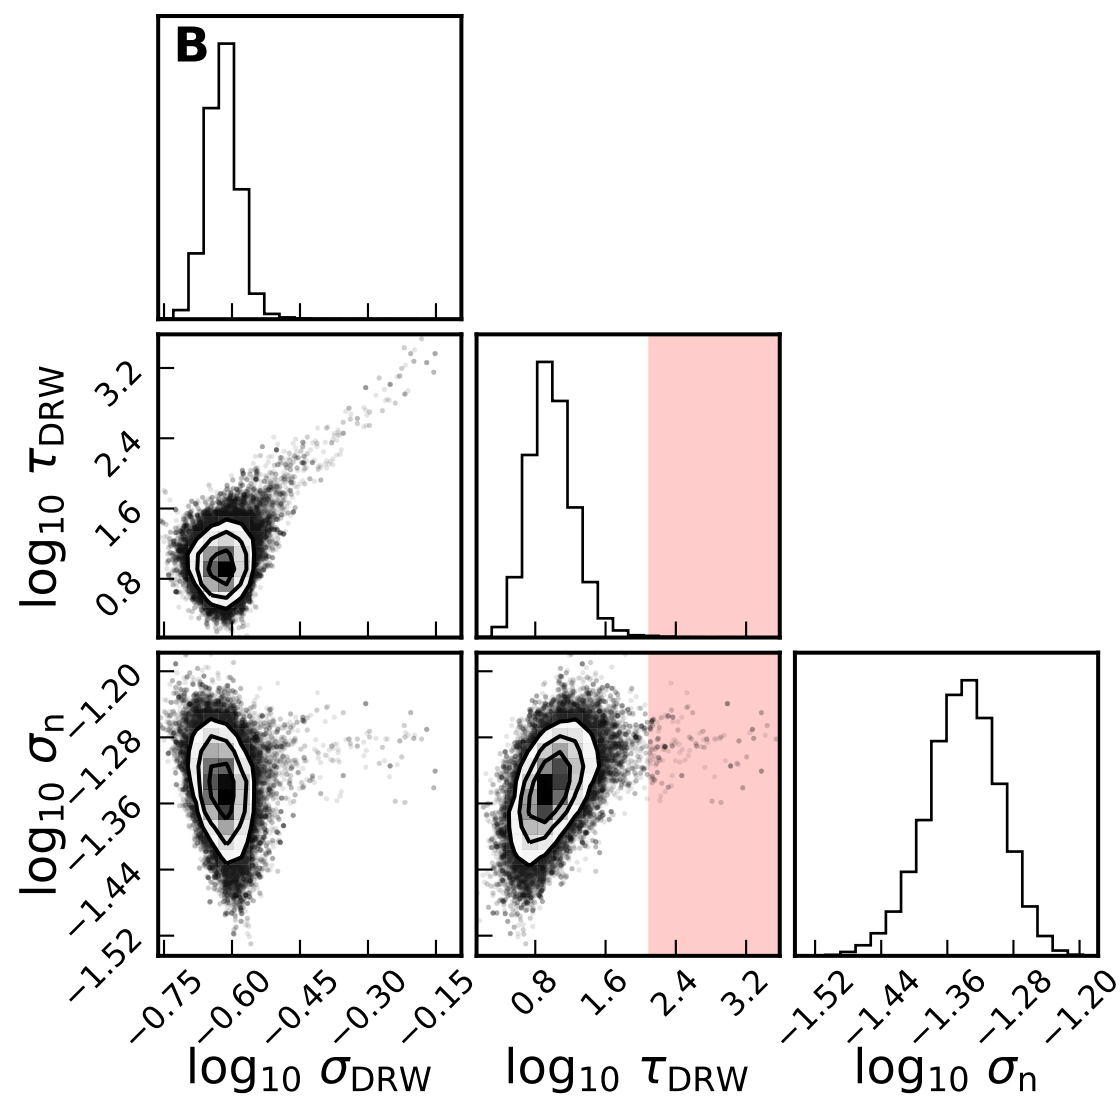 B
log₁₀ τ_DRW
3.2
2.4
1.6
0.8
log₁₀ σₙ
−1.20
−1.28
−1.36
−1.44
−1.52
−0.75 −0.60 −0.45 −0.30 −0.15
0.8 1.6 2.4 3.2
−1.52 −1.44 −1.36 −1.28 −1.20
log₁₀ σ_DRW
log₁₀ τ_DRW
log₁₀ σₙ